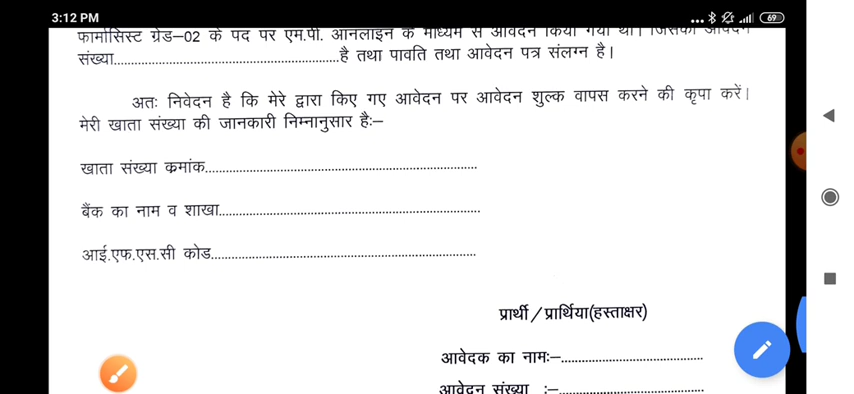 3:12 PM
69
फार्मासिस्ट ग्रेड–02 के पद पर एम.पी. ऑनलाईन के माध्यम से आवेदन किया गया था। जिसका आवेदन
संख्या......................................................है तथा पावति तथा आवेदन पत्र संलग्न है।
अतः निवेदन है कि मेरे द्वारा किए गए आवेदन पर आवेदन शुल्क वापस करने की कृपा करें।
मेरी खाता संख्या की जानकारी निम्नानुसार हैः–
खाता संख्या क्रमांक.................................................................
बैंक का नाम व शाखा...............................................................
आई.एफ.एस.सी कोड................................................................
प्रार्थी/प्रार्थिया(हस्ताक्षर)
आवेदक का नामः–...................................
आवेदन संख्या :–...................................